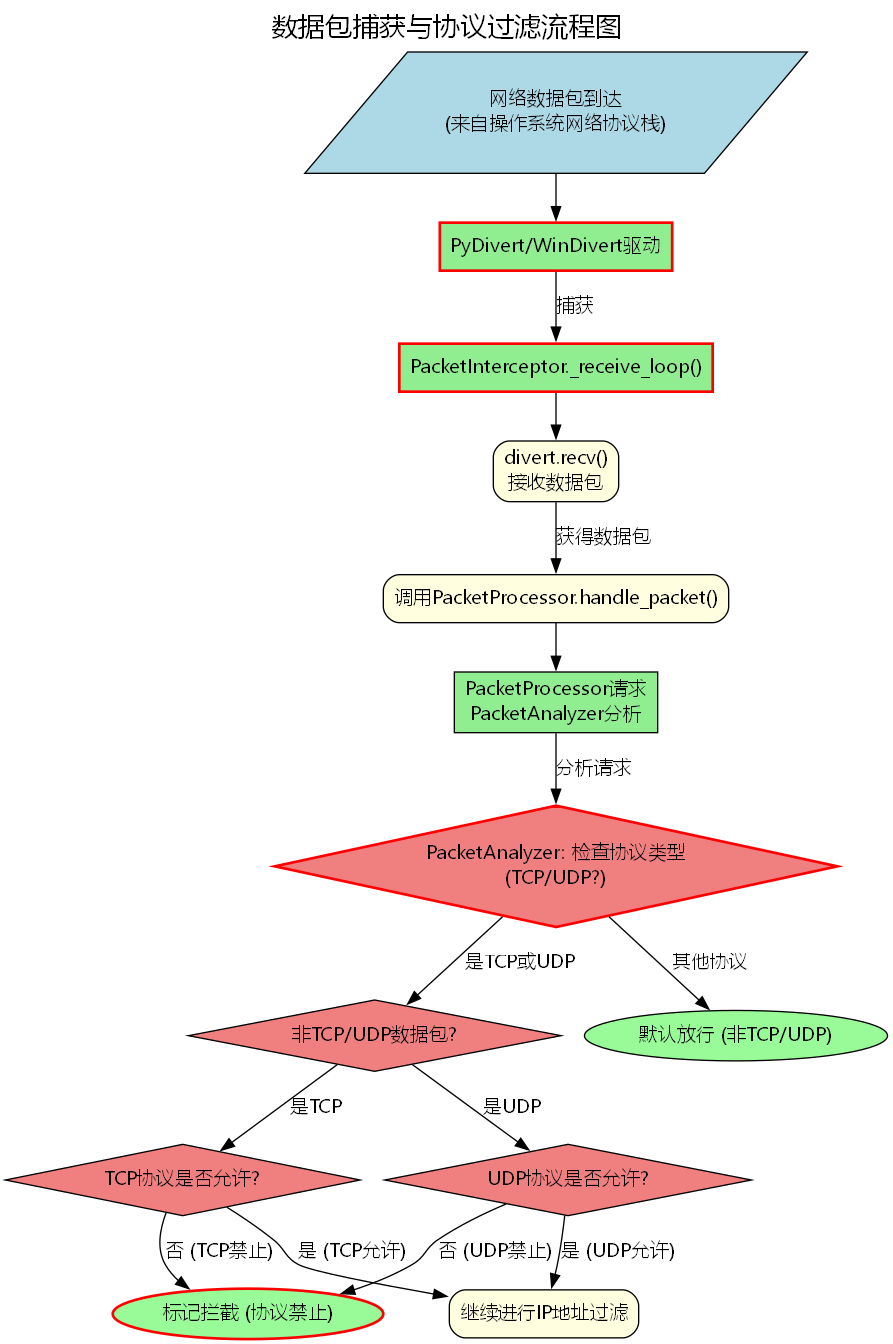 数据包捕获与协议过滤流程图
网络数据包到达
(来自操作系统网络协议栈)
PyDivert/WinDivert驱动
捕获
PacketInterceptor._receive_loop()
divert.recv()
接收数据包
获得数据包
调用PacketProcessor.handle_packet()
PacketProcessor请求
PacketAnalyzer分析
分析请求
PacketAnalyzer: 检查协议类型
(TCP/UDP?)
是TCP或UDP
其他协议
非TCP/UDP数据包?
默认放行 (非TCP/UDP)
是TCP
是UDP
TCP协议是否允许?
UDP协议是否允许?
否 (TCP禁止)
是 (TCP允许)
否 (UDP禁止)
是 (UDP允许)
标记拦截 (协议禁止)
继续进行IP地址过滤